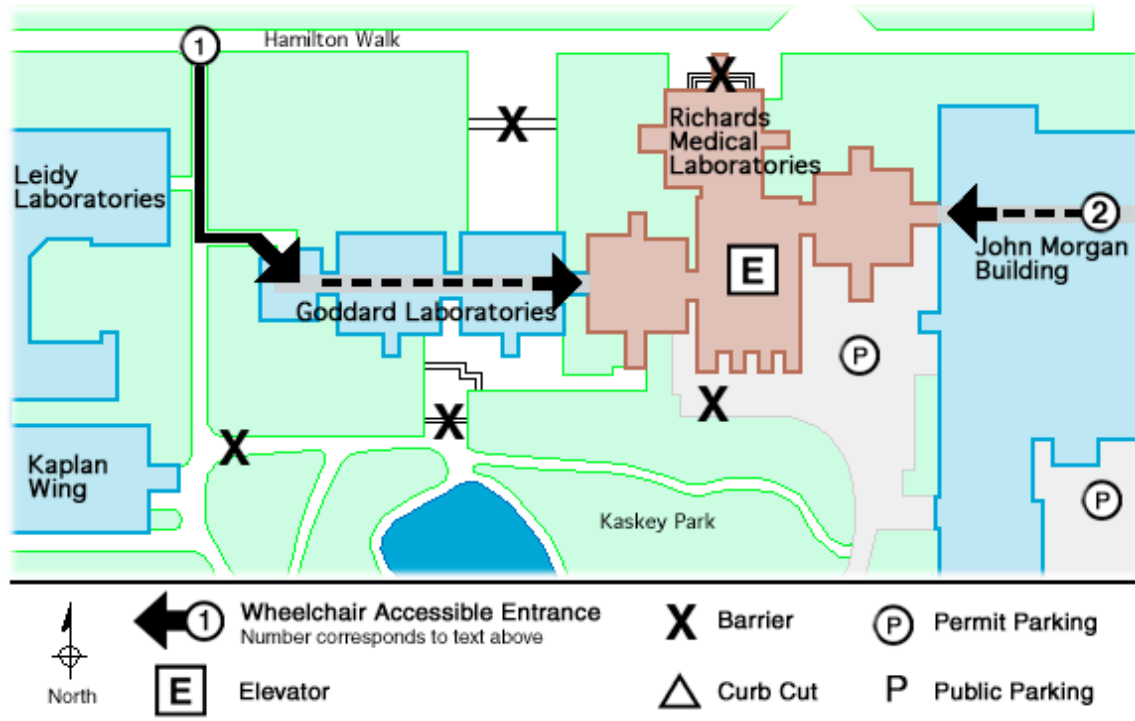 1
Hamilton Walk
X
X
Richards
Medical
Laboratories
Leidy
Laboratories
2
John Morgan
Building
E
Goddard Laboratories
P
X
X
X
Kaplan
Wing
P
Kaskey Park
1 Wheelchair Accessible Entrance
Number corresponds to text above
X Barrier
P Permit Parking
North
E Elevator
Curb Cut
P Public Parking